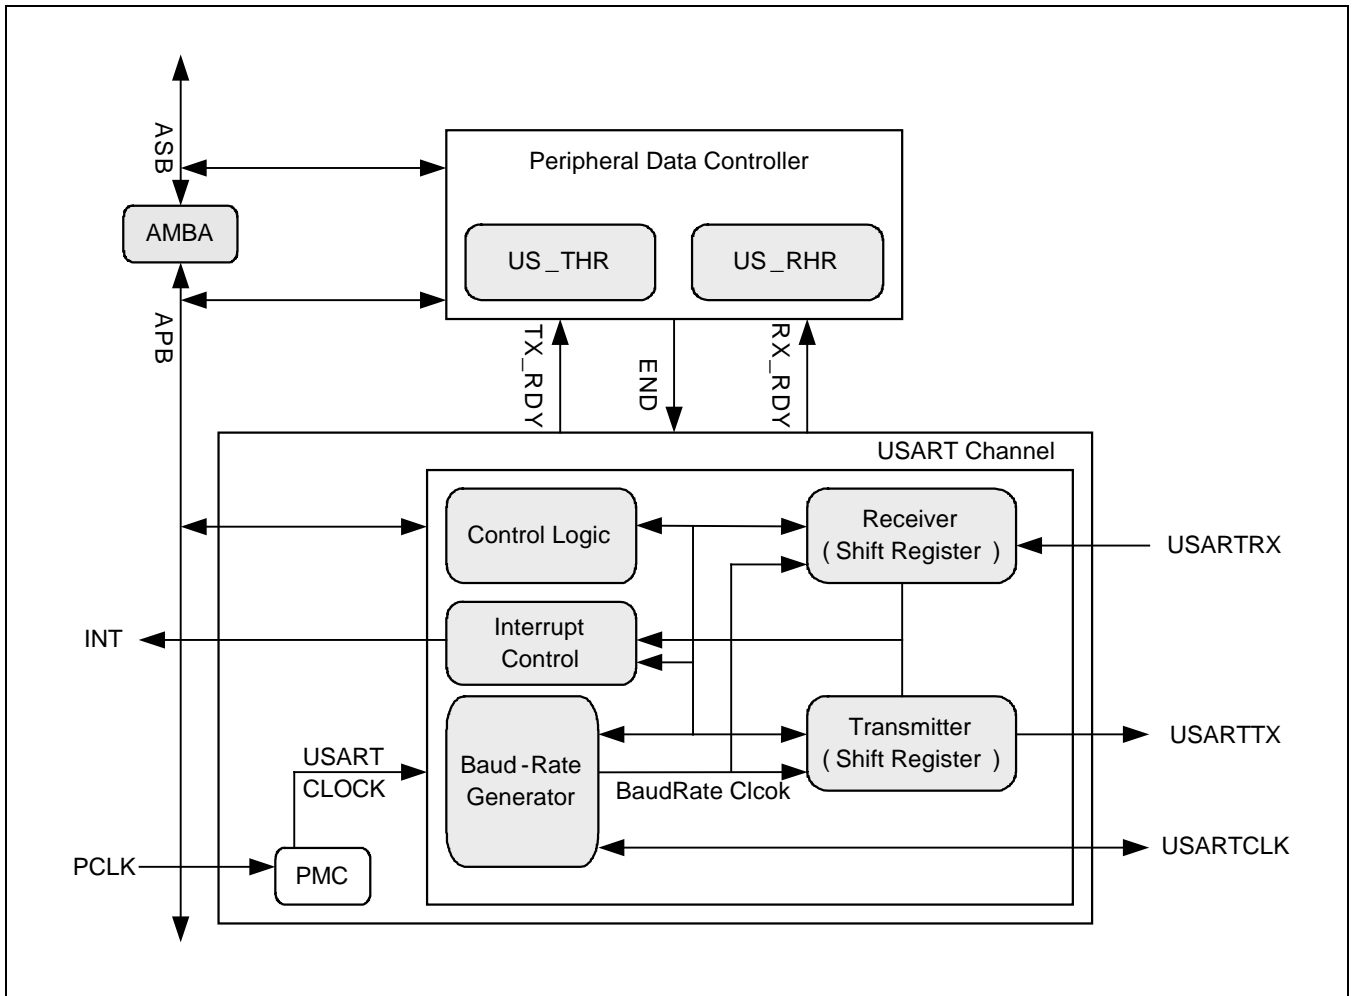 ASB
Peripheral Data Controller
AMBA
US_THR
US_RHR
APB
TX_RDY
END
RX_RDY
USART Channel
Control Logic
Receiver
( Shift Register )
USARTRX
INT
Interrupt
Control
USART
CLOCK
Baud-Rate
Generator
BaudRate Clcok
Transmitter
( Shift Register )
USARTTX
PCLK
PMC
USARTCLK